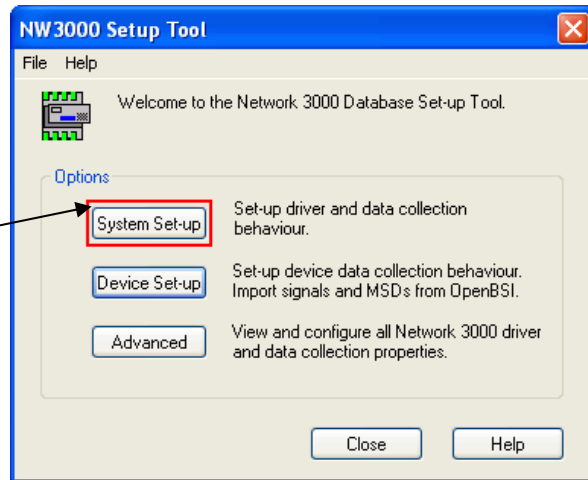 NW3000 Setup Tool
File Help
Welcome to the Network 3000 Database Set-up Tool.
Options
System Set-up
Set-up driver and data collection
behaviour.
Device Set-up
Set-up device data collection behaviour.
Import signals and MSDs from OpenBSI.
Advanced
View and configure all Network 3000 driver
and data collection properties.
Close
Help